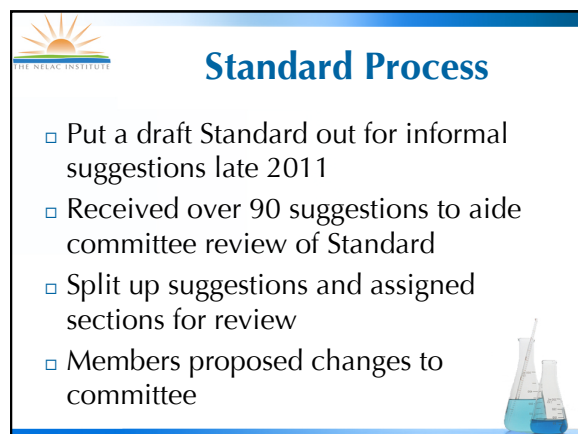 THE NELAC INSTITUTE
Standard Process
Put a draft Standard out for informal
suggestions late 2011
Received over 90 suggestions to aide
committee review of Standard
Split up suggestions and assigned
sections for review
Members proposed changes to
committee